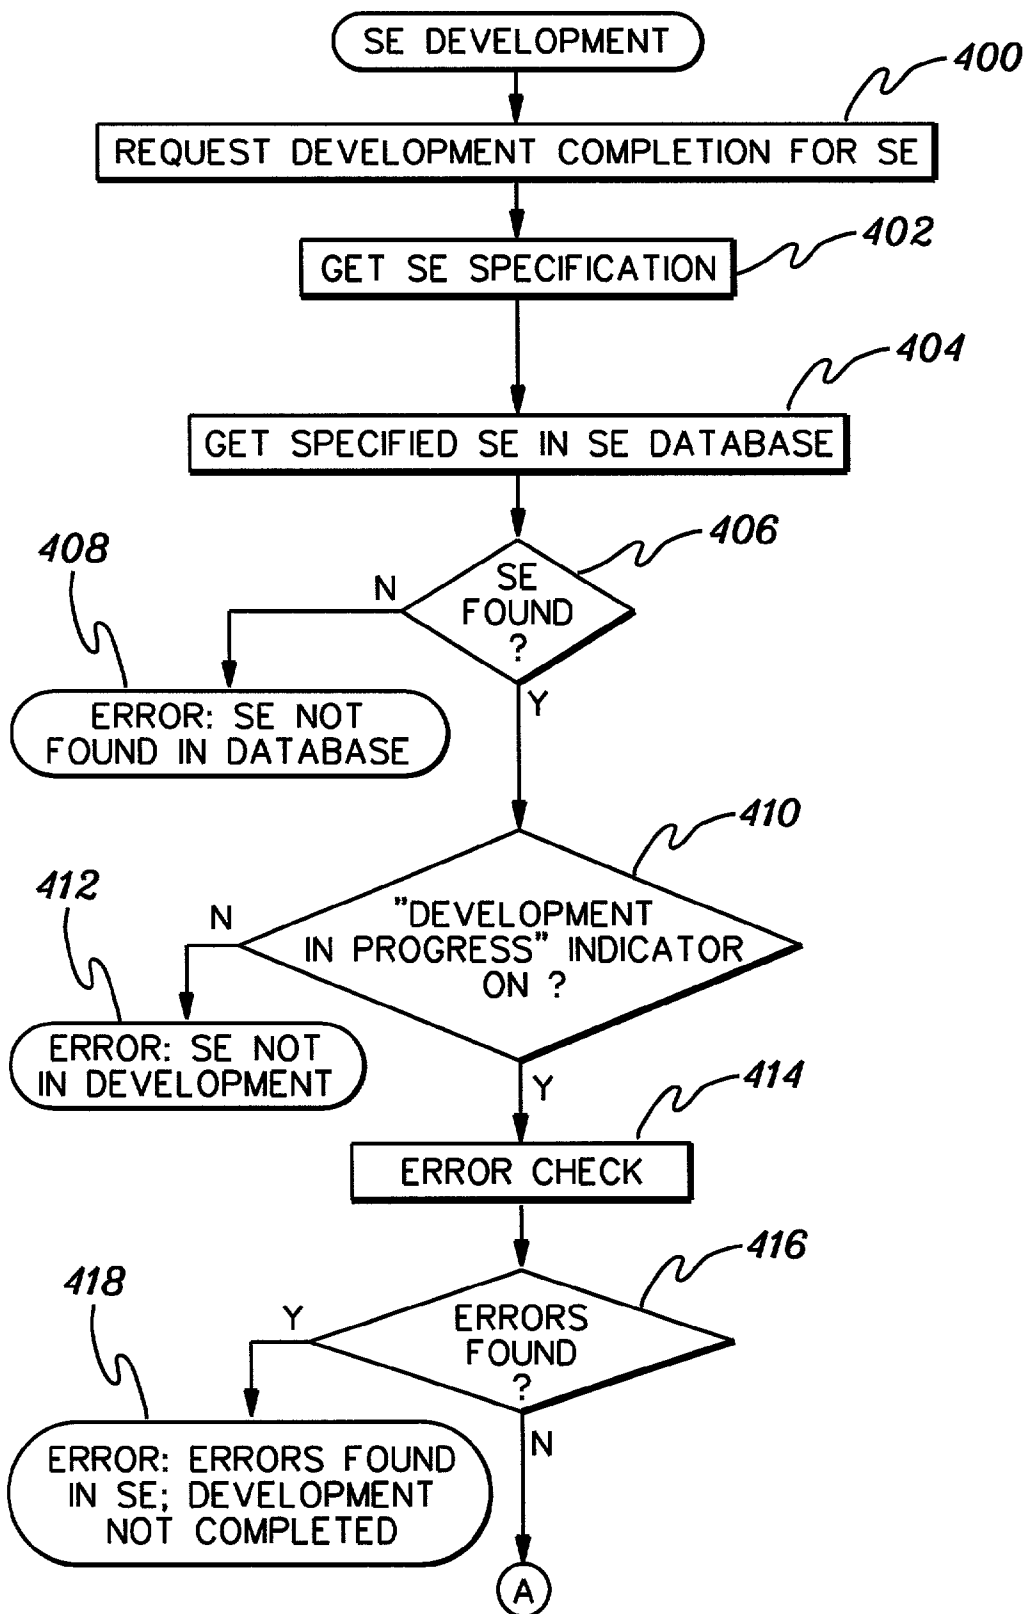 SE DEVELOPMENT
400
REQUEST DEVELOPMENT COMPLETION FOR SE
402
GET SE SPECIFICATION
404
GET SPECIFIED SE IN SE DATABASE
406
408
N
SE
FOUND
?
Y
ERROR: SE NOT
FOUND IN DATABASE
410
412
N
"DEVELOPMENT
IN PROGRESS" INDICATOR
ON ?
ERROR: SE NOT
IN DEVELOPMENT
Y
414
ERROR CHECK
416
418
Y
ERRORS
FOUND
?
N
ERROR: ERRORS FOUND
IN SE; DEVELOPMENT
NOT COMPLETED
A